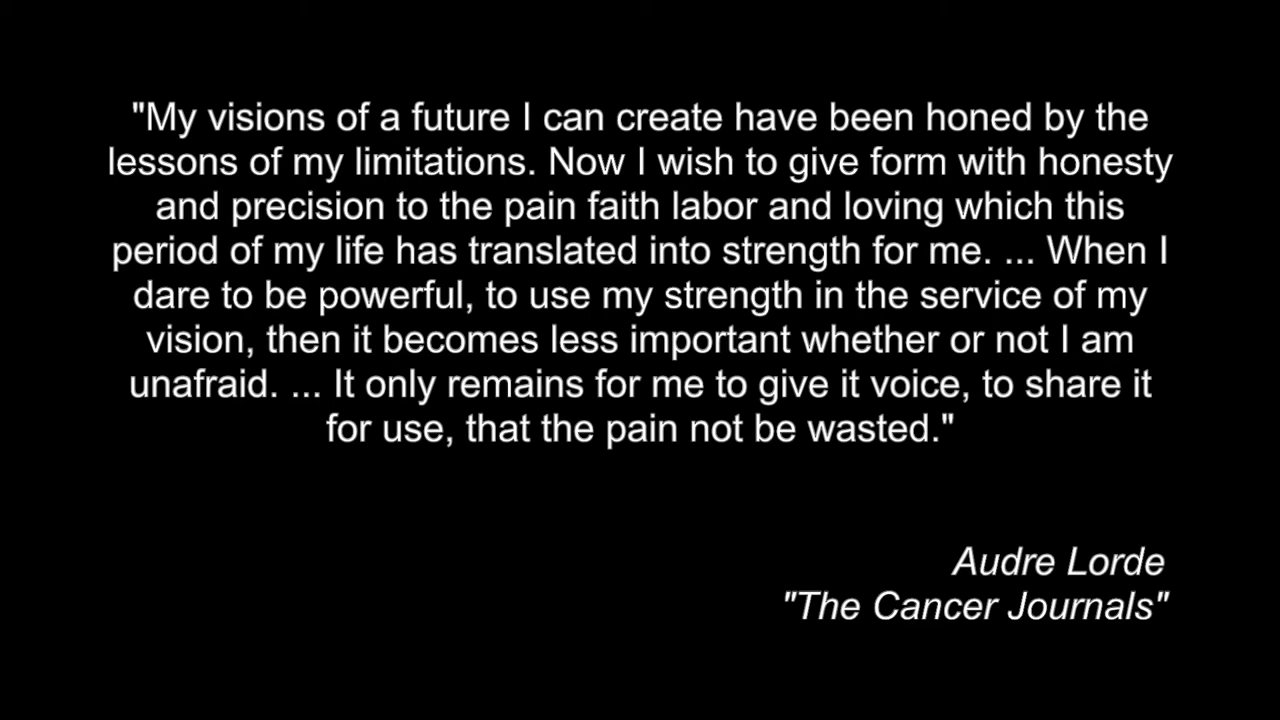 "My visions of a future I can create have been honed by the
lessons of my limitations. Now I wish to give form with honesty
and precision to the pain faith labor and loving which this
period of my life has translated into strength for me. ... When I
dare to be powerful, to use my strength in the service of my
vision, then it becomes less important whether or not I am
unafraid. ... It only remains for me to give it voice, to share it
for use, that the pain not be wasted."
Audre Lorde
"The Cancer Journals"